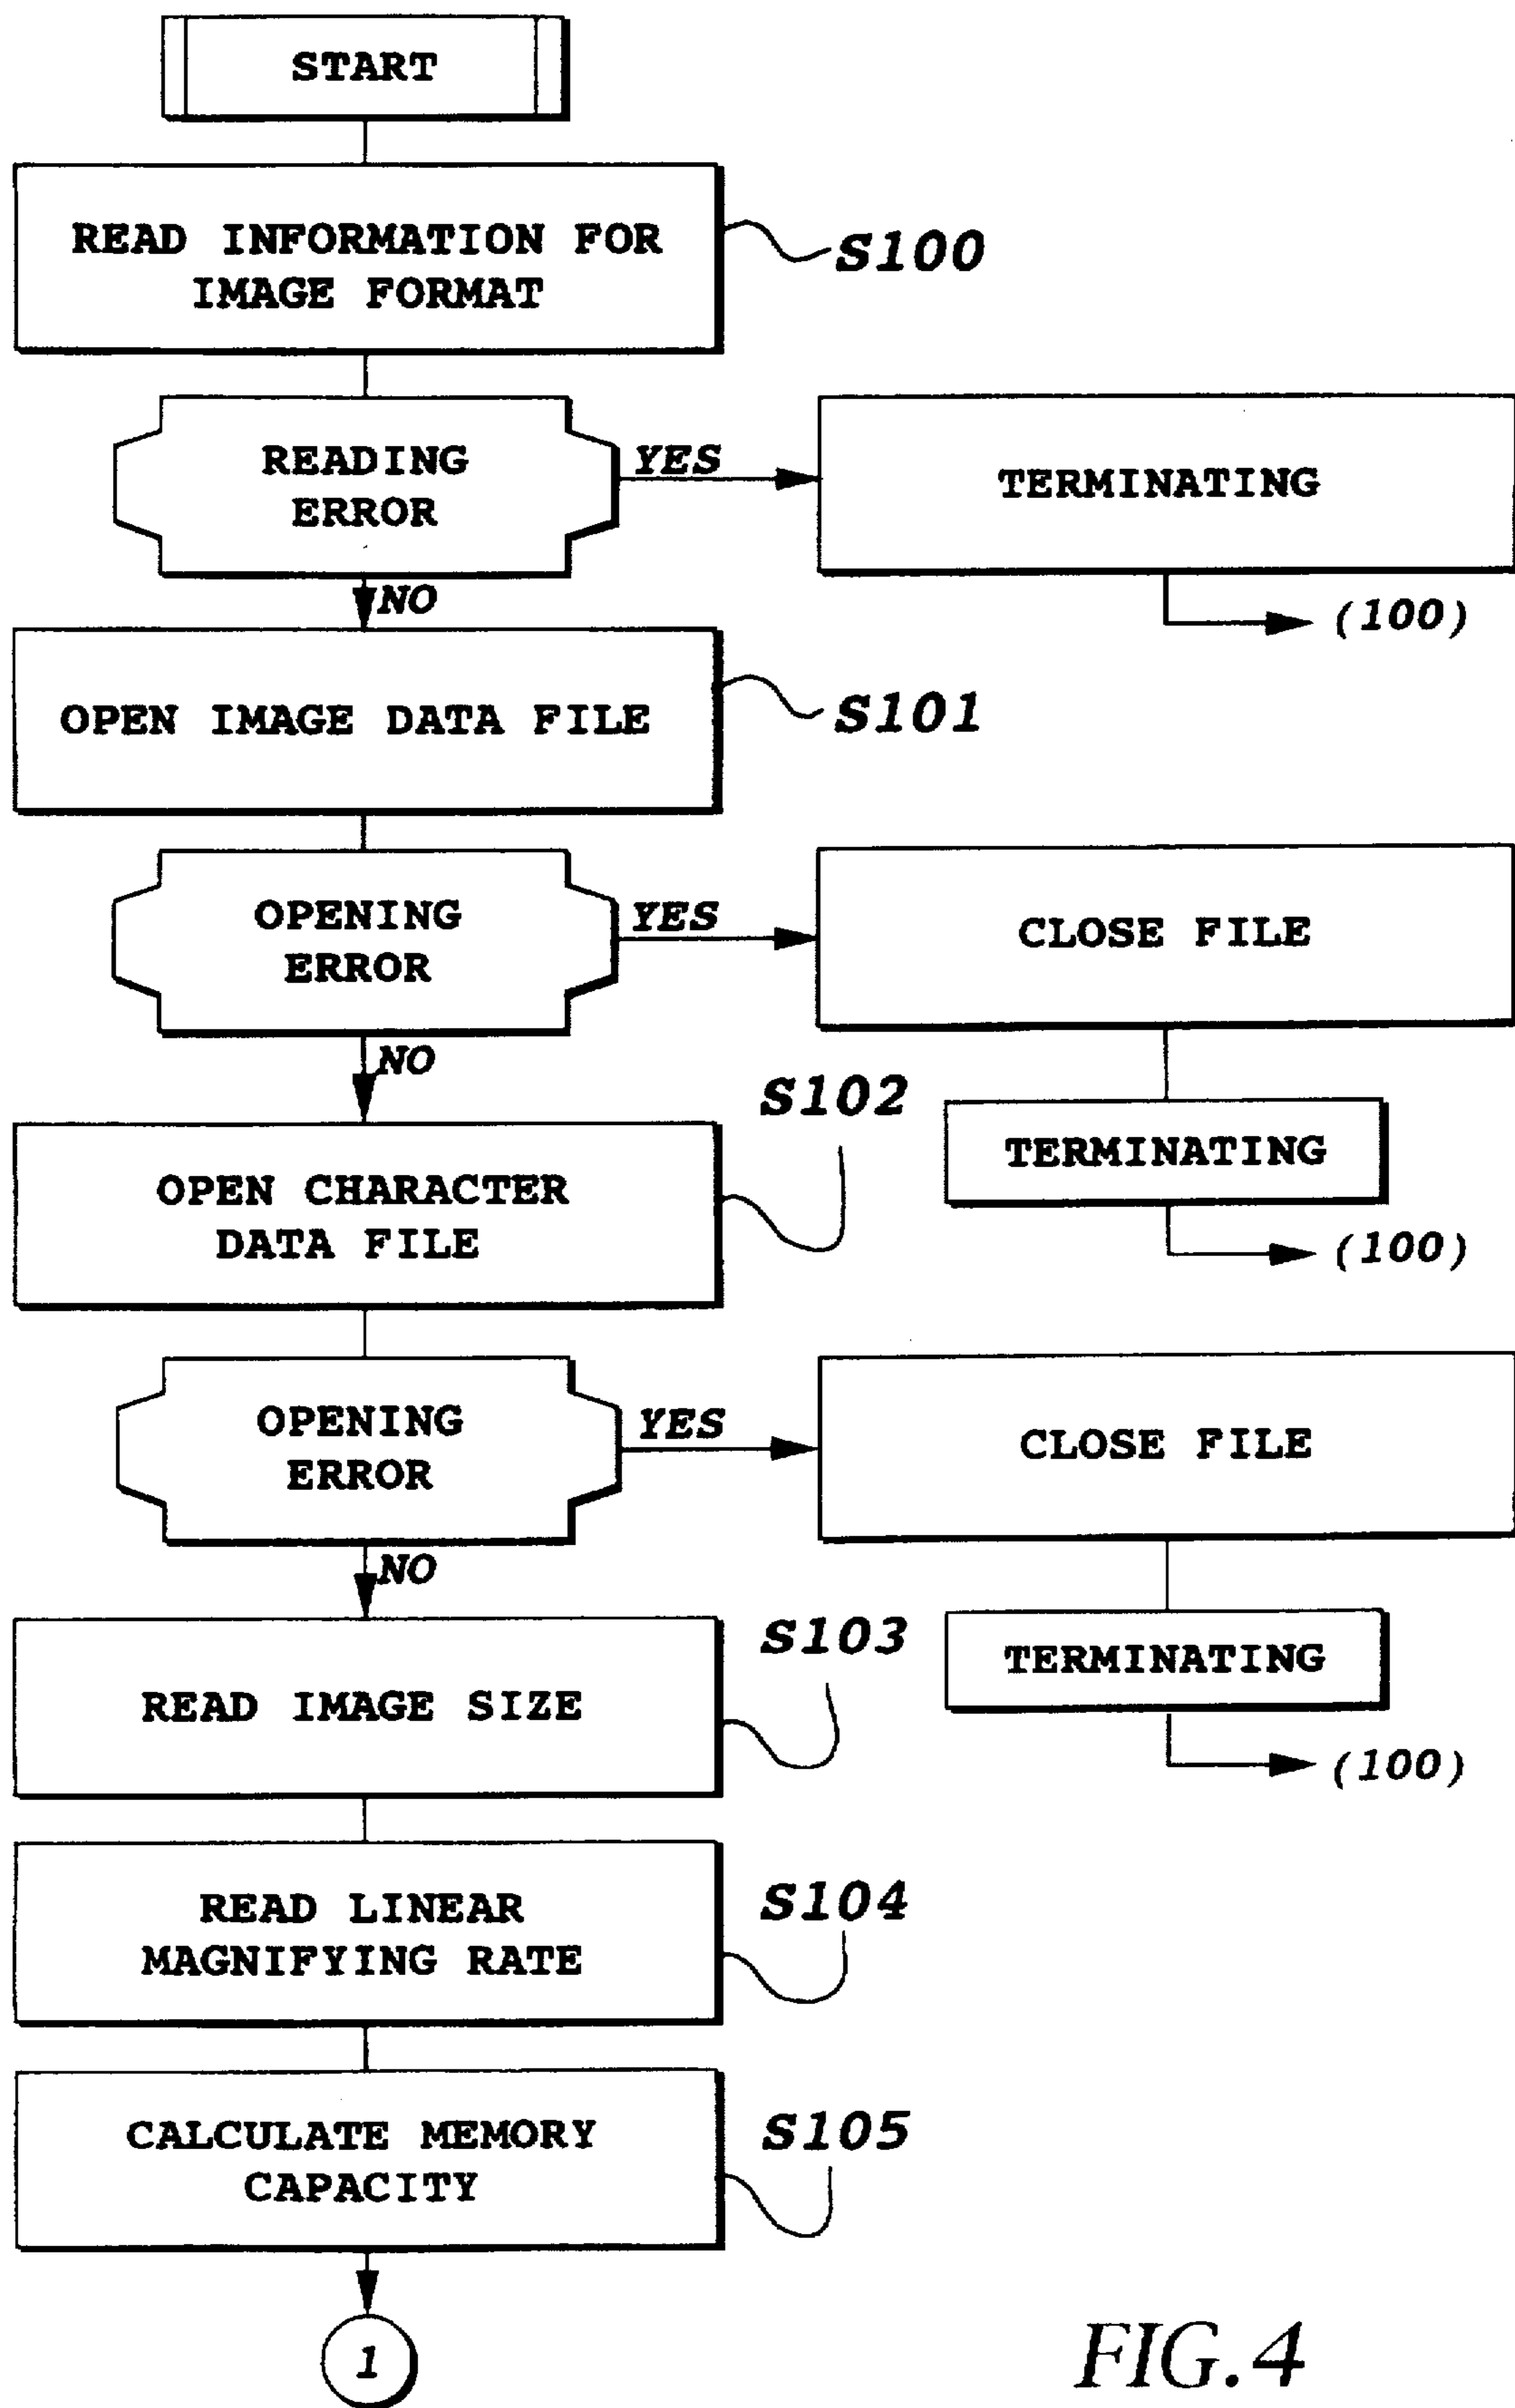 START
READ INFORMATION FOR
IMAGE FORMAT
S100
READING
ERROR
YES
TERMINATING
NO
(100)
OPEN IMAGE DATA FILE
S101
OPENING
ERROR
YES
CLOSE FILE
NO
S102
TERMINATING
OPEN CHARACTER
DATA FILE
(100)
OPENING
ERROR
YES
CLOSE FILE
NO
S103
TERMINATING
READ IMAGE SIZE
(100)
READ LINEAR
MAGNIFYING RATE
S104
CALCULATE MEMORY
CAPACITY
S105
1
FIG.4